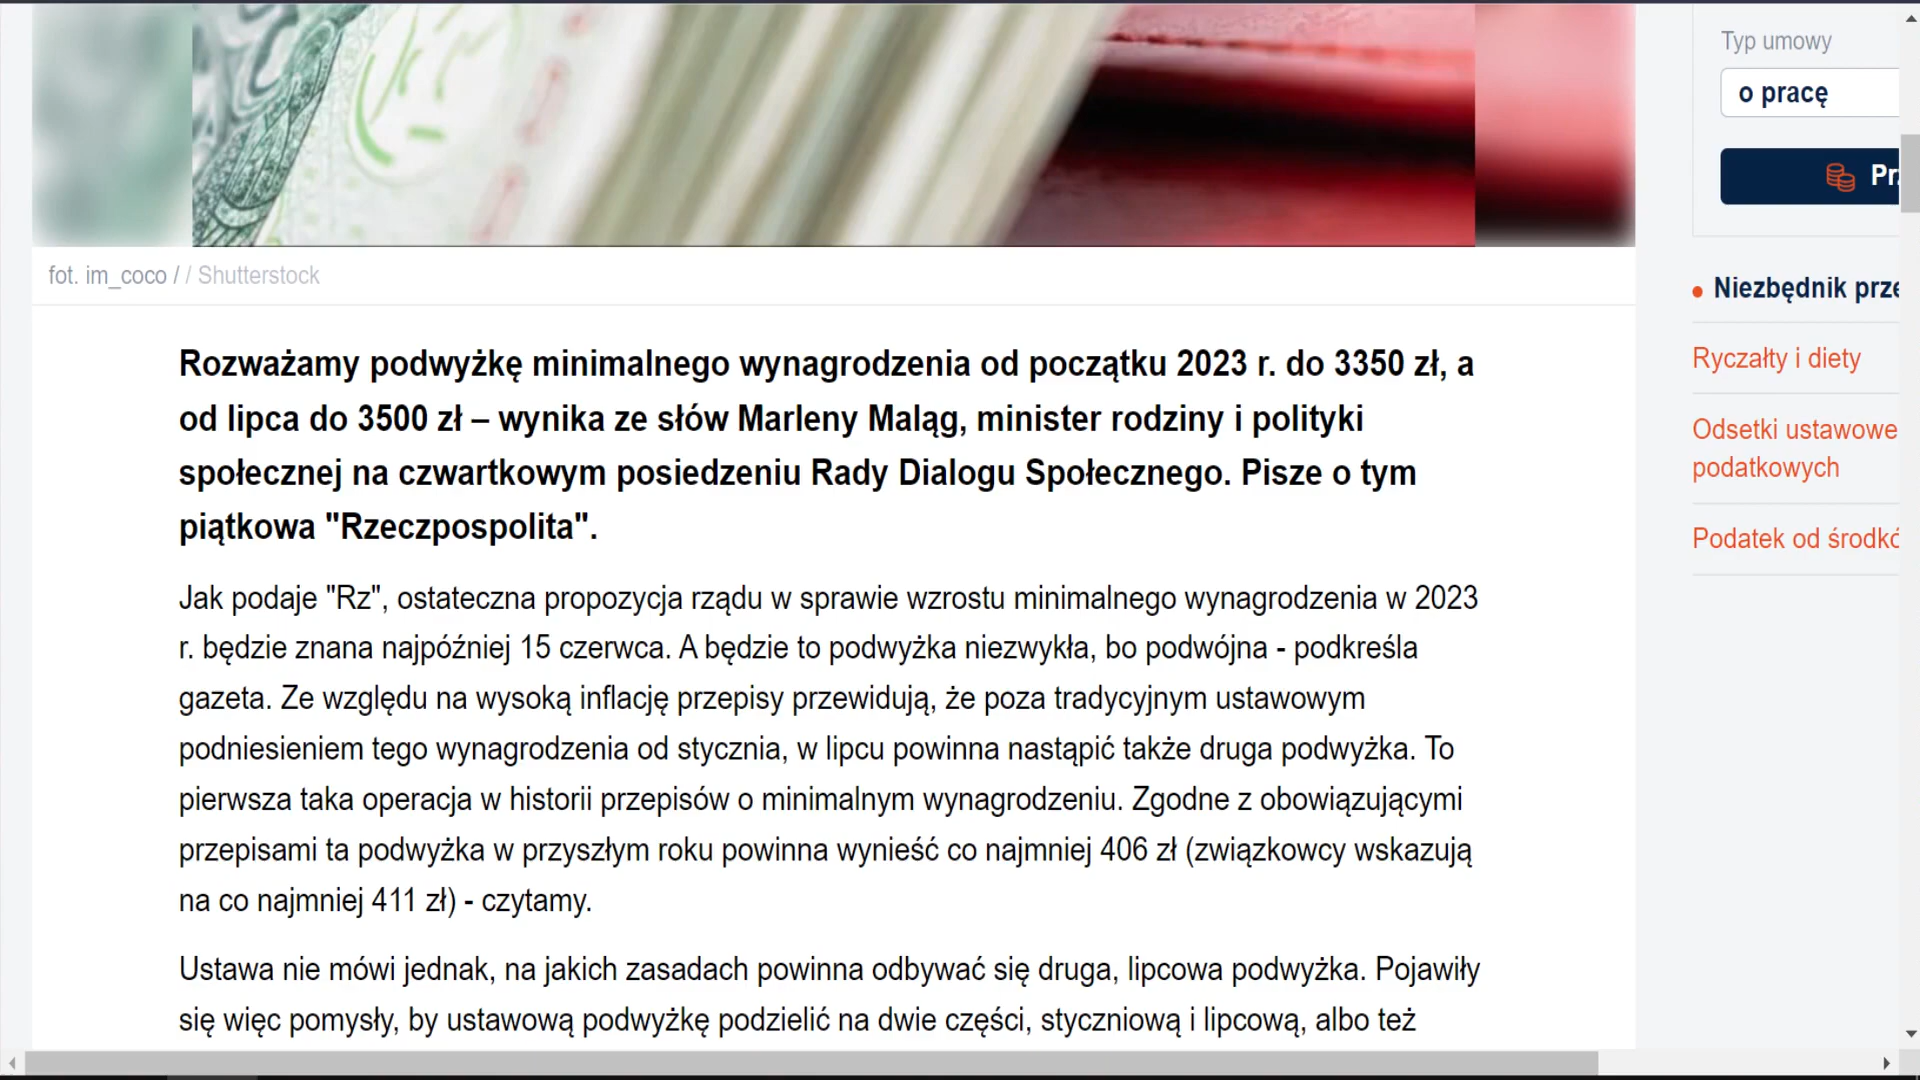 fot. im_coco / / Shutterstock
Rozważamy podwyżkę minimalnego wynagrodzenia od początku 2023 r. do 3350 zł, a
od lipca do 3500 zł – wynika ze słów Marleny Maląg, minister rodziny i polityki
społecznej na czwartkowym posiedzeniu Rady Dialogu Społecznego. Pisze o tym
piątkowa "Rzeczpospolita".
Jak podaje "Rz", ostateczna propozycja rządu w sprawie wzrostu minimalnego wynagrodzenia w 2023
r. będzie znana najpóźniej 15 czerwca. A będzie to podwyżka niezwykła, bo podwójna - podkreśla
gazeta. Ze względu na wysoką inflację przepisy przewidują, że poza tradycyjnym ustawowym
podniesieniem tego wynagrodzenia od stycznia, w lipcu powinna nastąpić także druga podwyżka. To
pierwsza taka operacja w historii przepisów o minimalnym wynagrodzeniu. Zgodne z obowiązującymi
przepisami ta podwyżka w przyszłym roku powinna wynieść co najmniej 406 zł (związkowcy wskazują
na co najmniej 411 zł) - czytamy.
Ustawa nie mówi jednak, na jakich zasadach powinna odbywać się druga, lipcowa podwyżka. Pojawiły
się więc pomysły, by ustawową podwyżkę podzielić na dwie części, styczniową i lipcową, albo też
Typ umowy
o pracę
Niezbędnik
Ryczałty i diety
Odsetki ustawowe
podatkowych
Podatek od